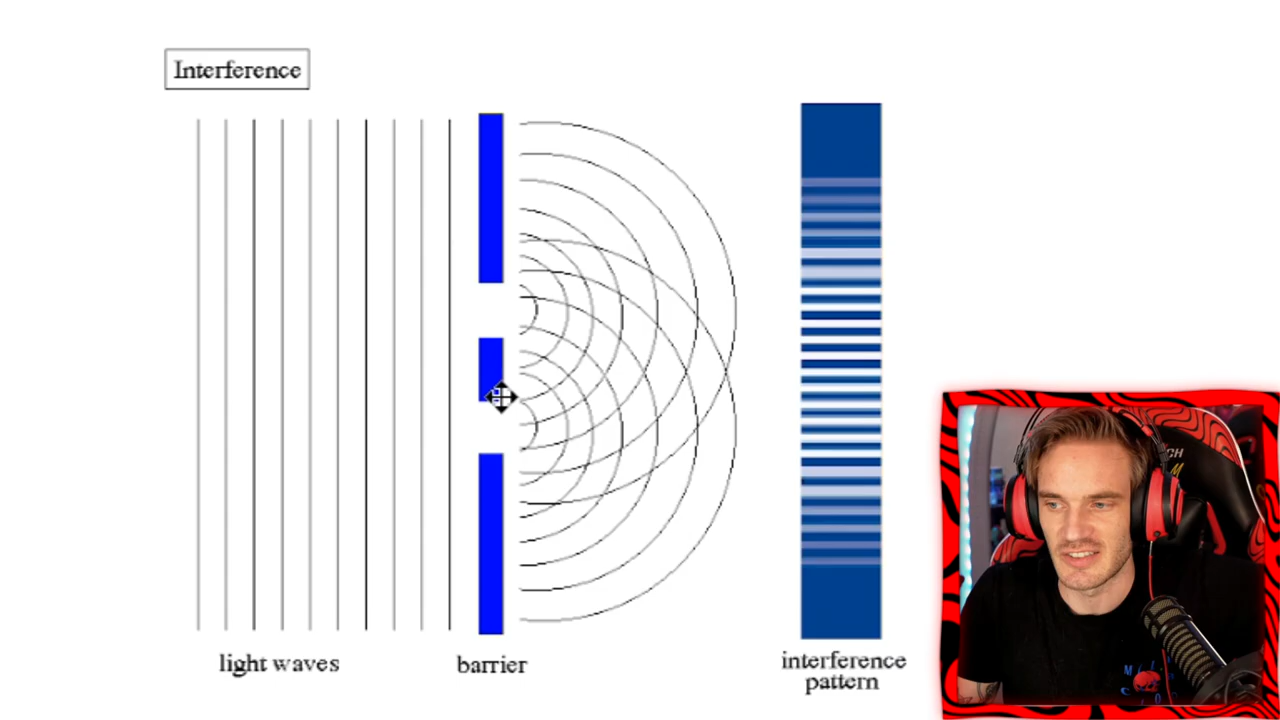 Interference
light waves
barrier
interference
pattern